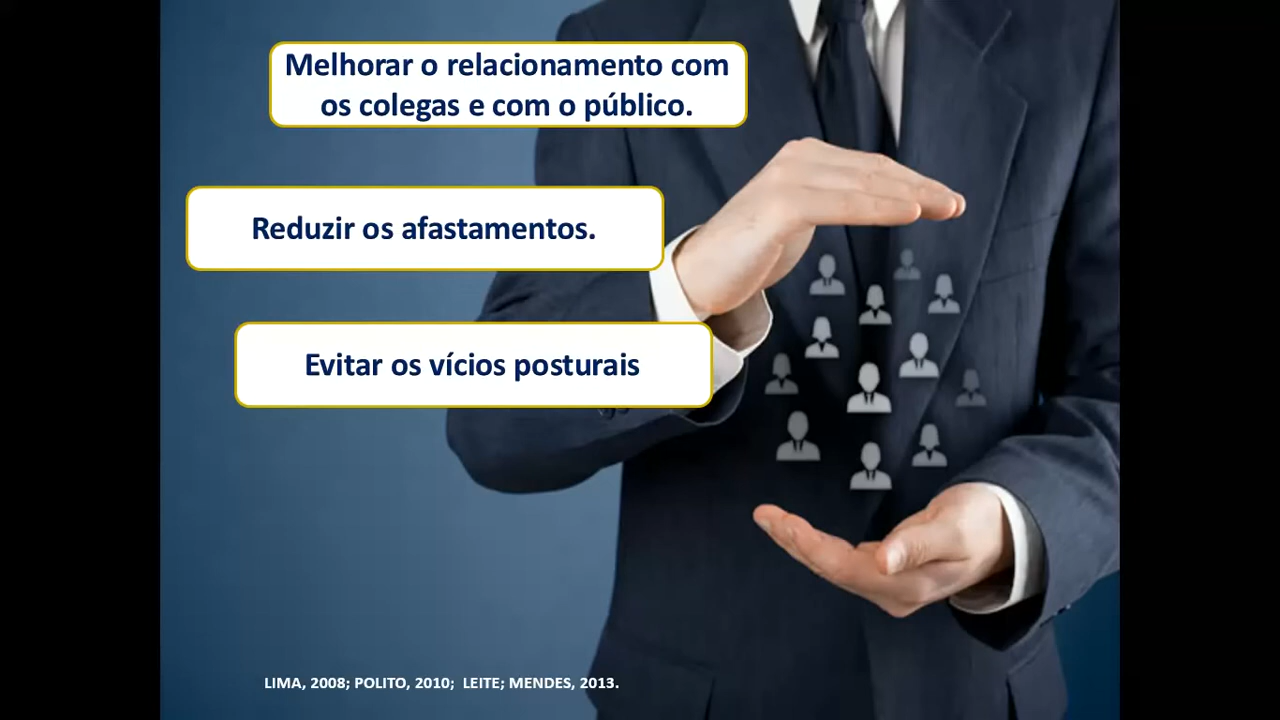 Melhorar o relacionamento com
os colegas e com o público.
Reduzir os afastamentos.
Evitar os vícios posturais
LIMA, 2008; POLITO, 2010;  LEITE; MENDES, 2013.